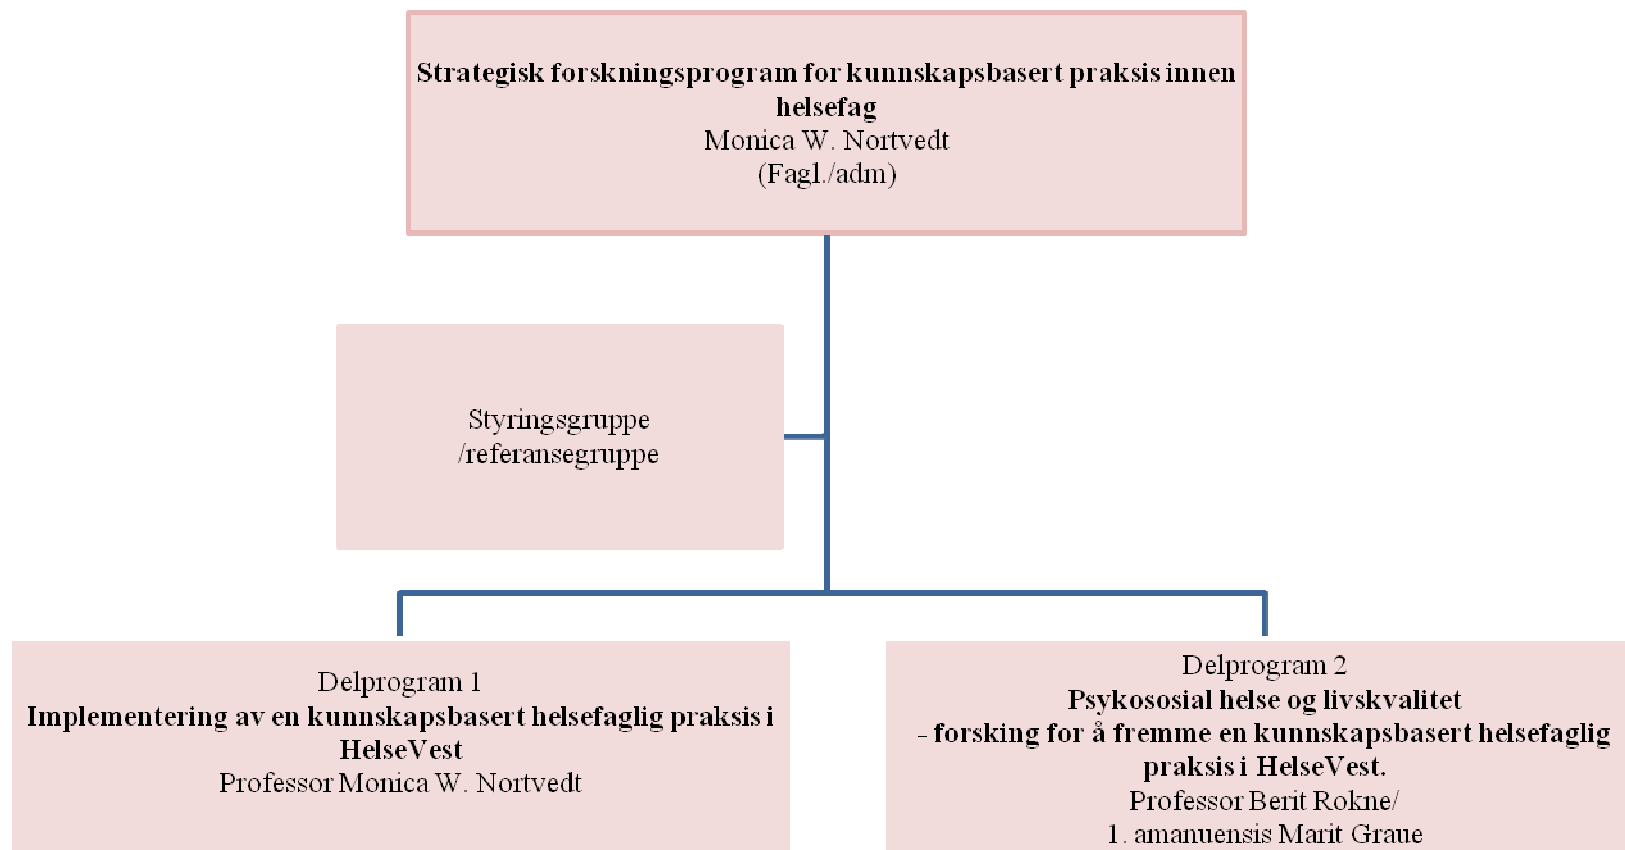 Strategisk forskningsprogram for kunnskapsbasert praksis innen
helsefag
Monica W. Nortvedt
(Fagl./adm)
Styringsgruppe
/referansegruppe
Delprogram 1
Implementering av en kunnskapsbasert helsefaglig praksis i
HelseVest
Professor Monica W. Nortvedt
Delprogram 2
Psykososial helse og livskvalitet
- forsking for å fremme en kunnskapsbasert helsefaglig
praksis i HelseVest.
Professor Berit Rokne/
1. amanuensis Marit Graue